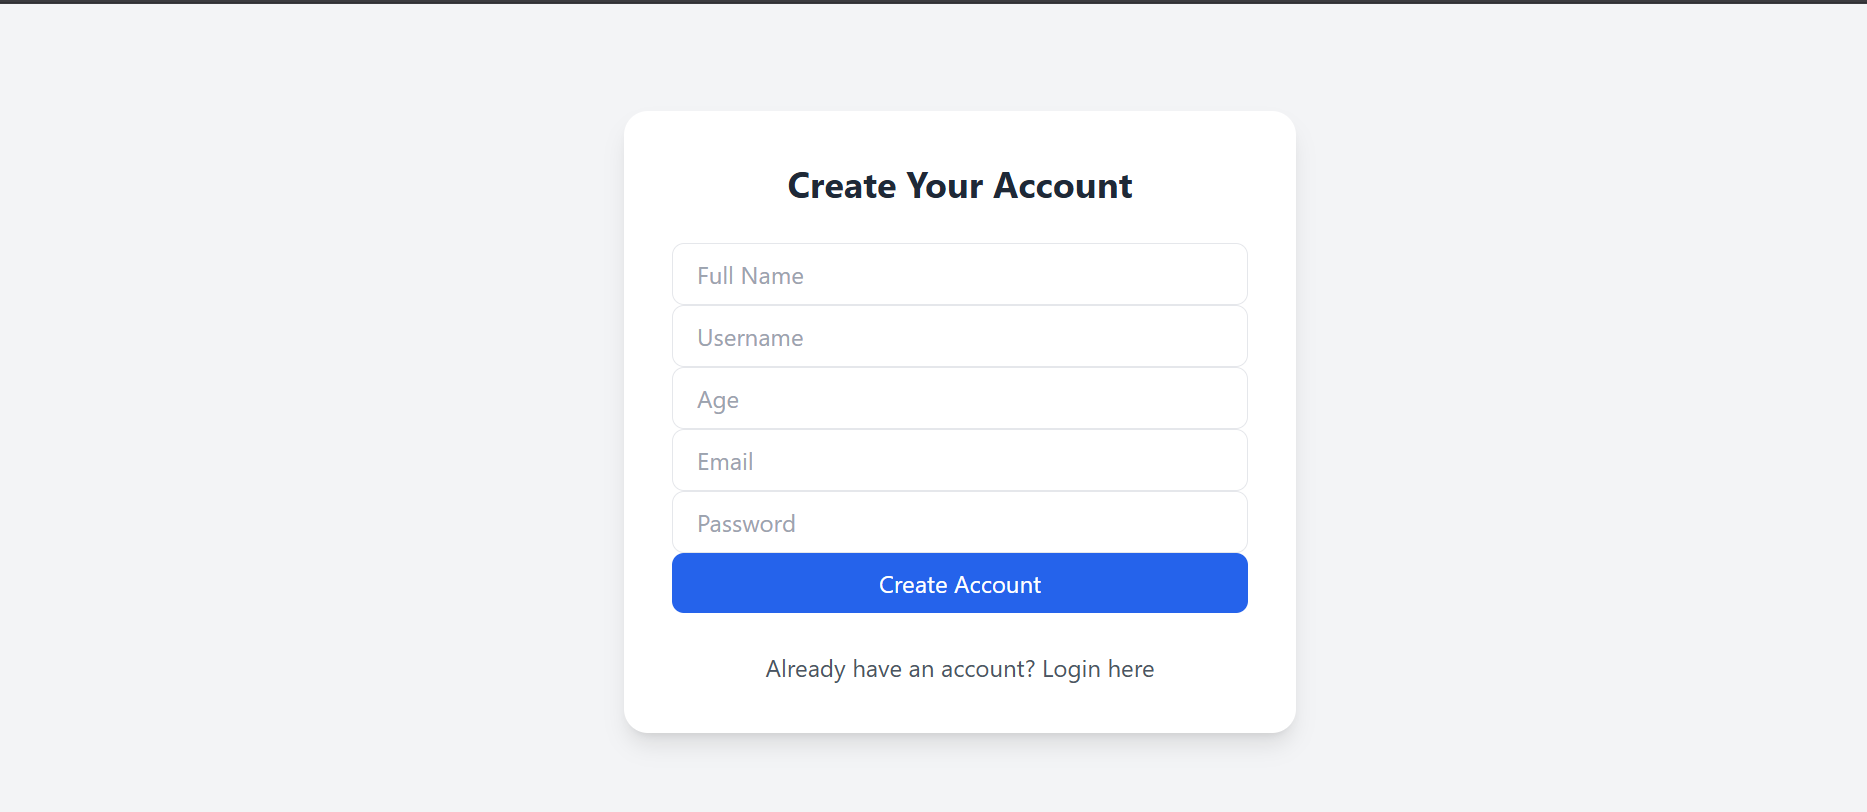 Create Your Account
Full Name
Username
Age
Email
Password
Create Account
Already have an account? Login here